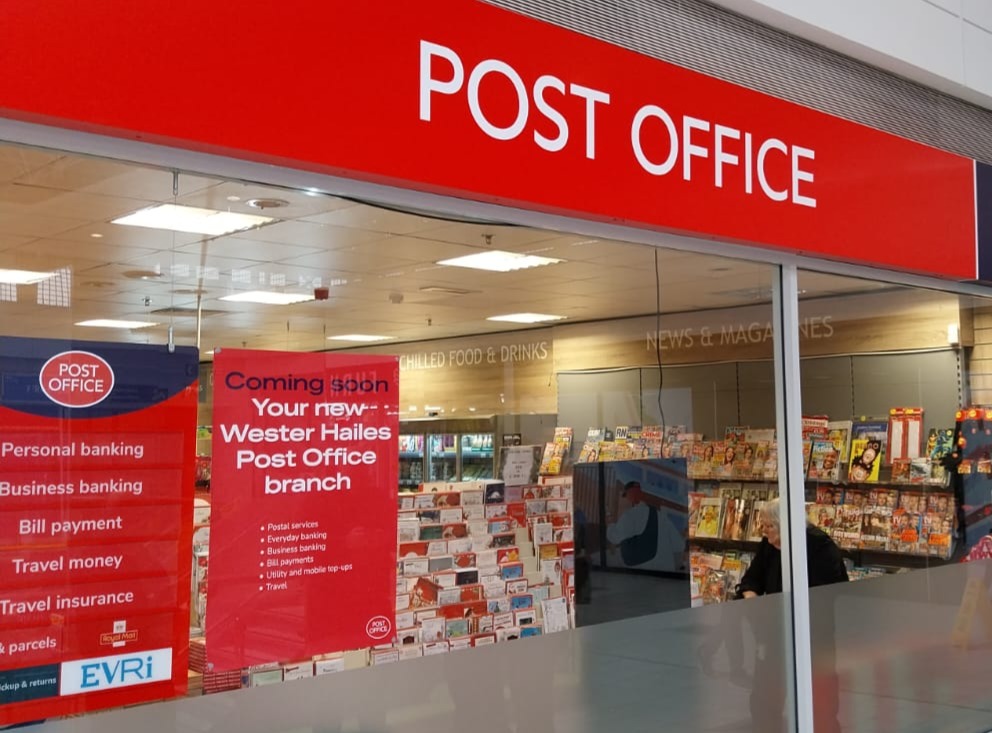 POST OFFICE
CHILLED FOOD & DRINKS
NEWS & MAGAZINES
POST
OFFICE
Personal banking
Business banking
Bill payment
Travel money
Travel insurance
& parcels
Royal Mail
ickup & returns
EVRi
Coming soon
Your new
Wester Hailes
Post Office
branch
• Postal services
• Everyday banking
• Business banking
• Bill payments
• Utility and mobile top-ups
• Travel
POST
OFFICE